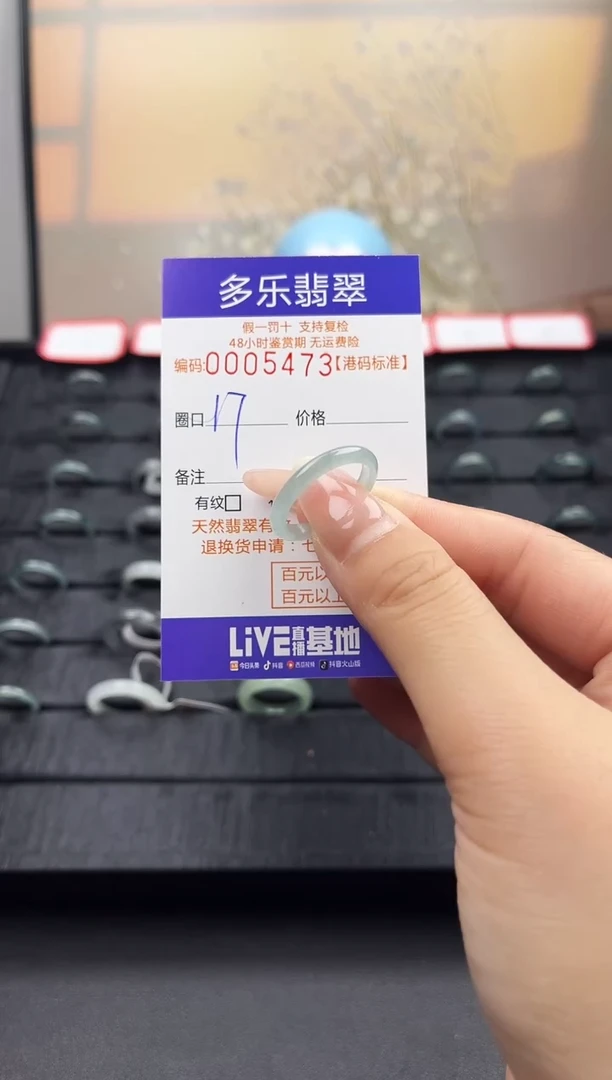 多乐翡翠
假一罚十 支持复检
48小时鉴赏期 无运费险
编码:0005473【港码标准】
圈口 17 价格
备注
有纹□
天然翡翠有
退换货申请：七
百元以
百元以上
LiVE直播基地
今日头条 抖音 西瓜视频 抖音火山版